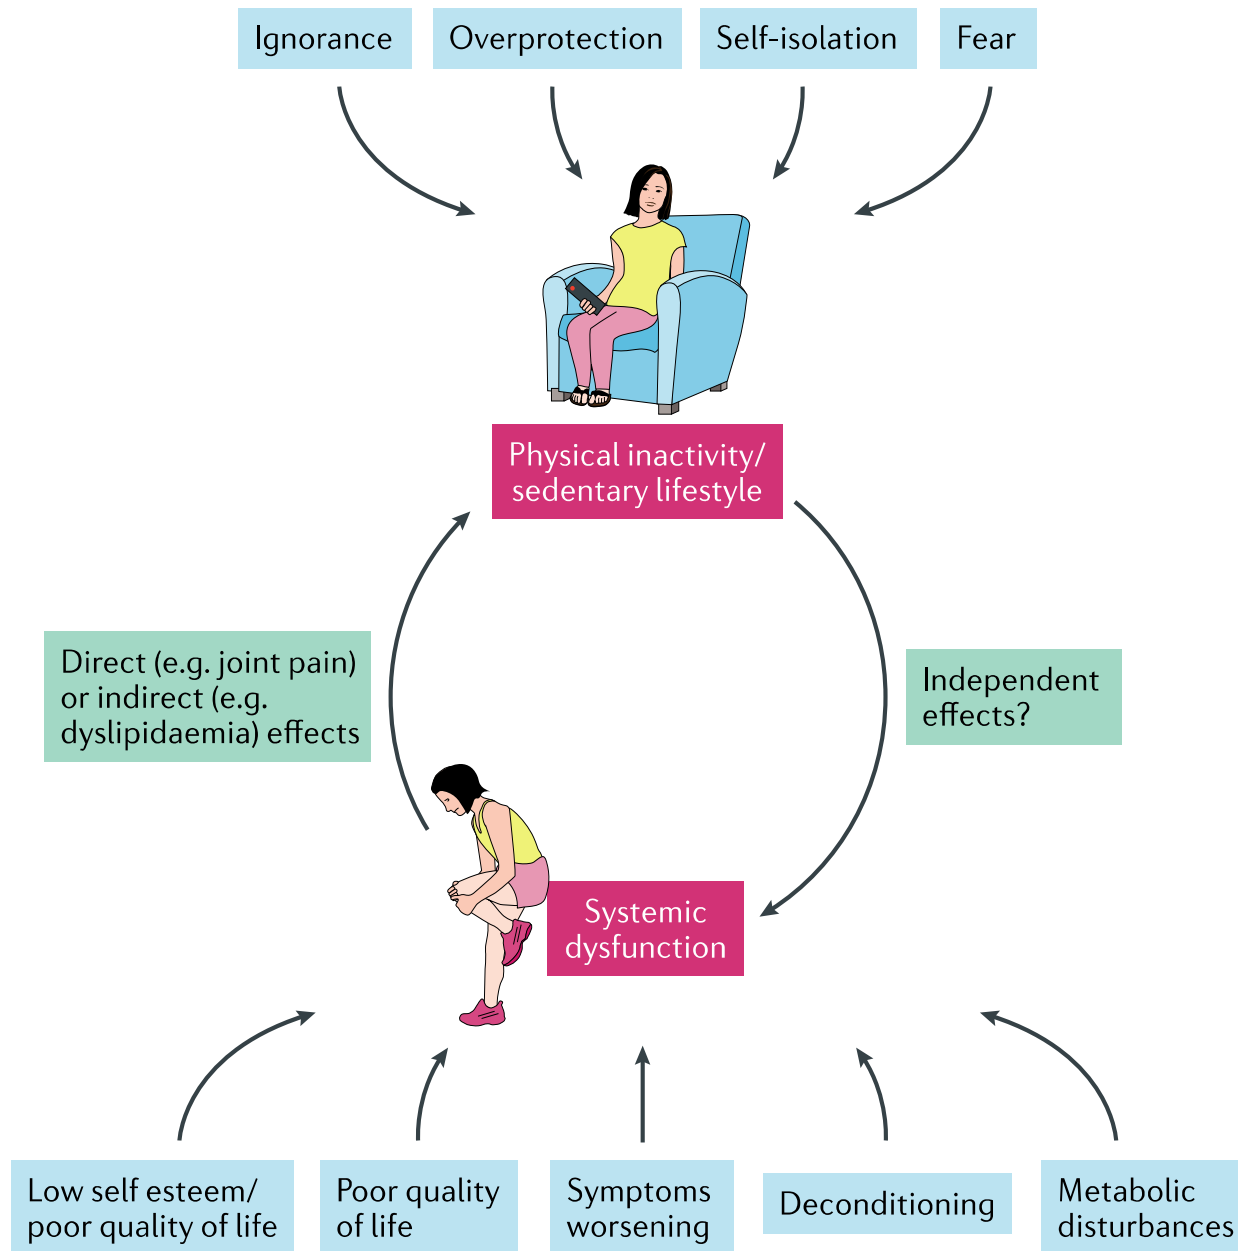 Ignorance
Overprotection
Self-isolation
Fear
Physical inactivity/
sedentary lifestyle
Direct (e.g. joint pain)
or indirect (e.g.
dyslipidaemia) effects
Independent
effects?
Systemic
dysfunction
Low self esteem/
poor quality of life
Poor quality
of life
Symptoms
worsening
Deconditioning
Metabolic
disturbances